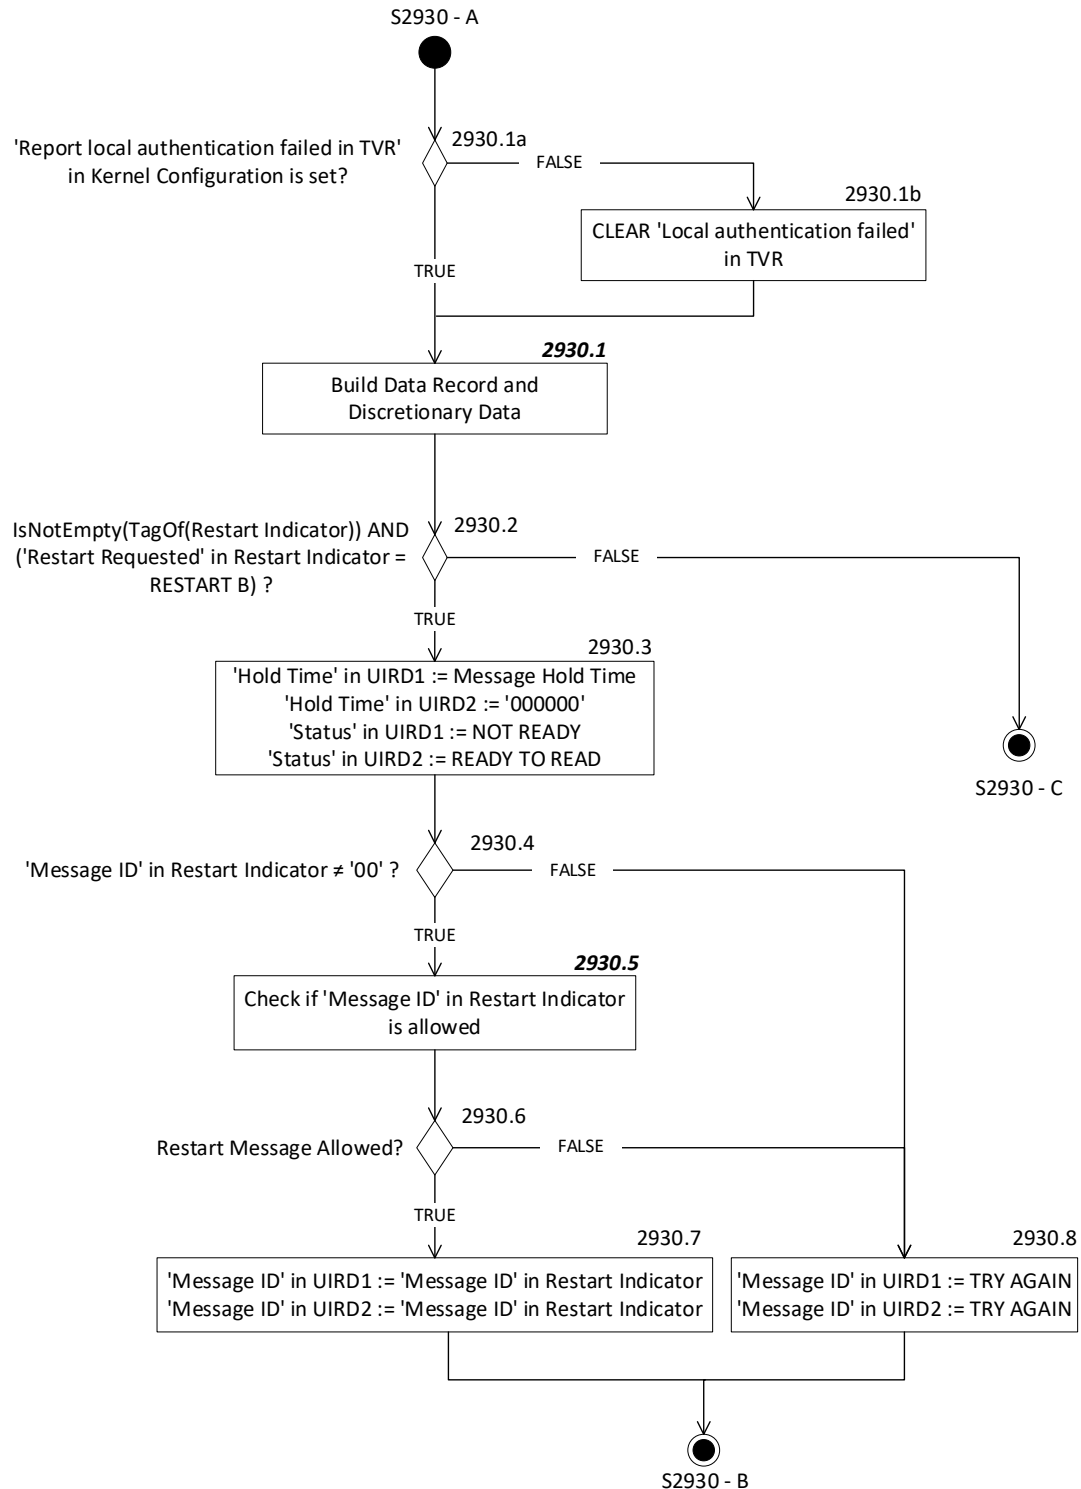 S2930 - A
2930.1a
'Report local authentication failed in TVR'
in Kernel Configuration is set?
FALSE
2930.1b
CLEAR 'Local authentication failed'
in TVR
TRUE
2930.1
Build Data Record and
Discretionary Data
2930.2
IsNotEmpty(TagOf(Restart Indicator)) AND
('Restart Requested' in Restart Indicator =
RESTART B) ?
FALSE
TRUE
2930.3
'Hold Time' in UIRD1 := Message Hold Time
'Hold Time' in UIRD2 := '000000'
'Status' in UIRD1 := NOT READY
'Status' in UIRD2 := READY TO READ
S2930 - C
2930.4
'Message ID' in Restart Indicator ≠ '00' ?
FALSE
TRUE
2930.5
Check if 'Message ID' in Restart Indicator
is allowed
2930.6
Restart Message Allowed?
FALSE
TRUE
2930.7
'Message ID' in UIRD1 := 'Message ID' in Restart Indicator
'Message ID' in UIRD2 := 'Message ID' in Restart Indicator
2930.8
'Message ID' in UIRD1 := TRY AGAIN
'Message ID' in UIRD2 := TRY AGAIN
S2930 - B